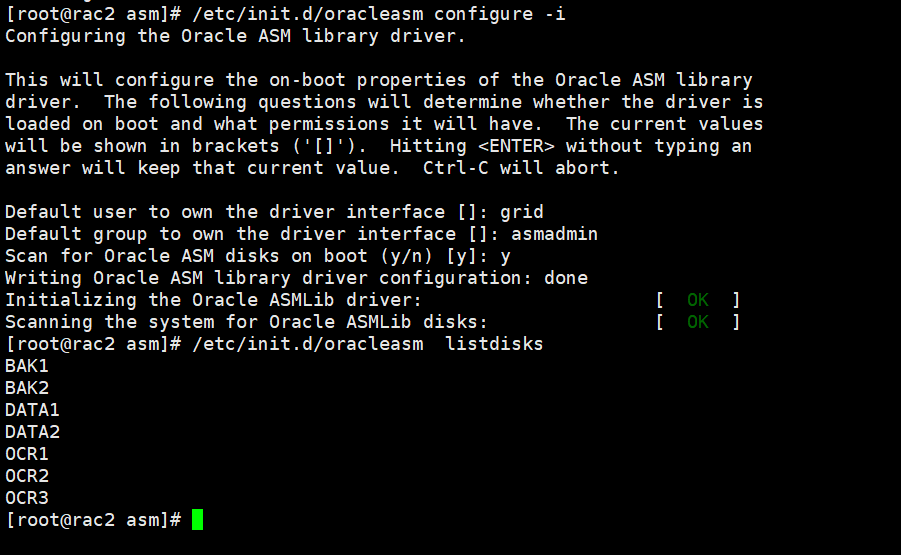 [root@rac2 asm]# /etc/init.d/oracleasm configure -i
Configuring the Oracle ASM library driver.
This will configure the on-boot properties of the Oracle ASM library
driver.  The following questions will determine whether the driver is
loaded on boot and what permissions it will have.  The current values
will be shown in brackets ('[]').  Hitting <ENTER> without typing an
answer will keep that current value.  Ctrl-C will abort.
Default user to own the driver interface []: grid
Default group to own the driver interface []: asmadmin
Scan for Oracle ASM disks on boot (y/n) [y]: y
Writing Oracle ASM library driver configuration: done
Initializing the Oracle ASMLib driver:                     [  OK  ]
Scanning the system for Oracle ASMLib disks:               [  OK  ]
[root@rac2 asm]# /etc/init.d/oracleasm  listdisks
BAK1
BAK2
DATA1
DATA2
OCR1
OCR2
OCR3
[root@rac2 asm]#